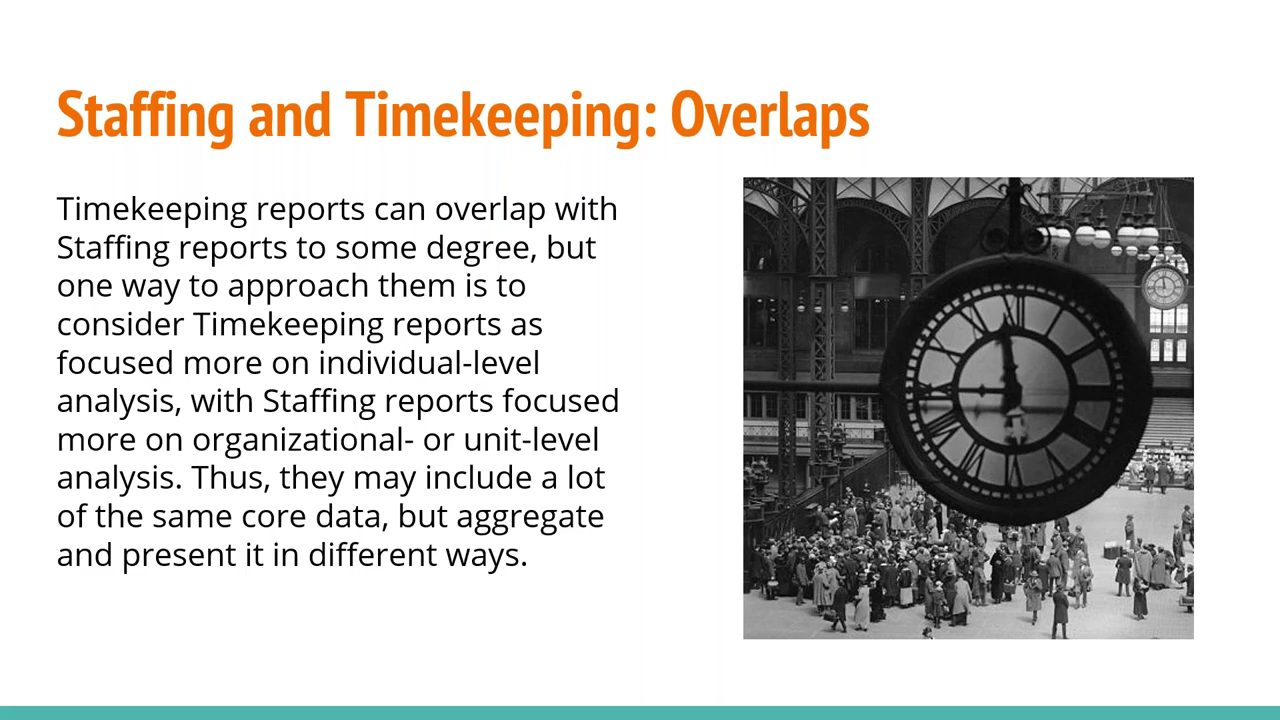 Staffing and Timekeeping: Overlaps
Timekeeping reports can overlap with
Staffing reports to some degree, but
one way to approach them is to
consider Timekeeping reports as
focused more on individual-level
analysis, with Staffing reports focused
more on organizational- or unit-level
analysis. Thus, they may include a lot
of the same core data, but aggregate
and present it in different ways.